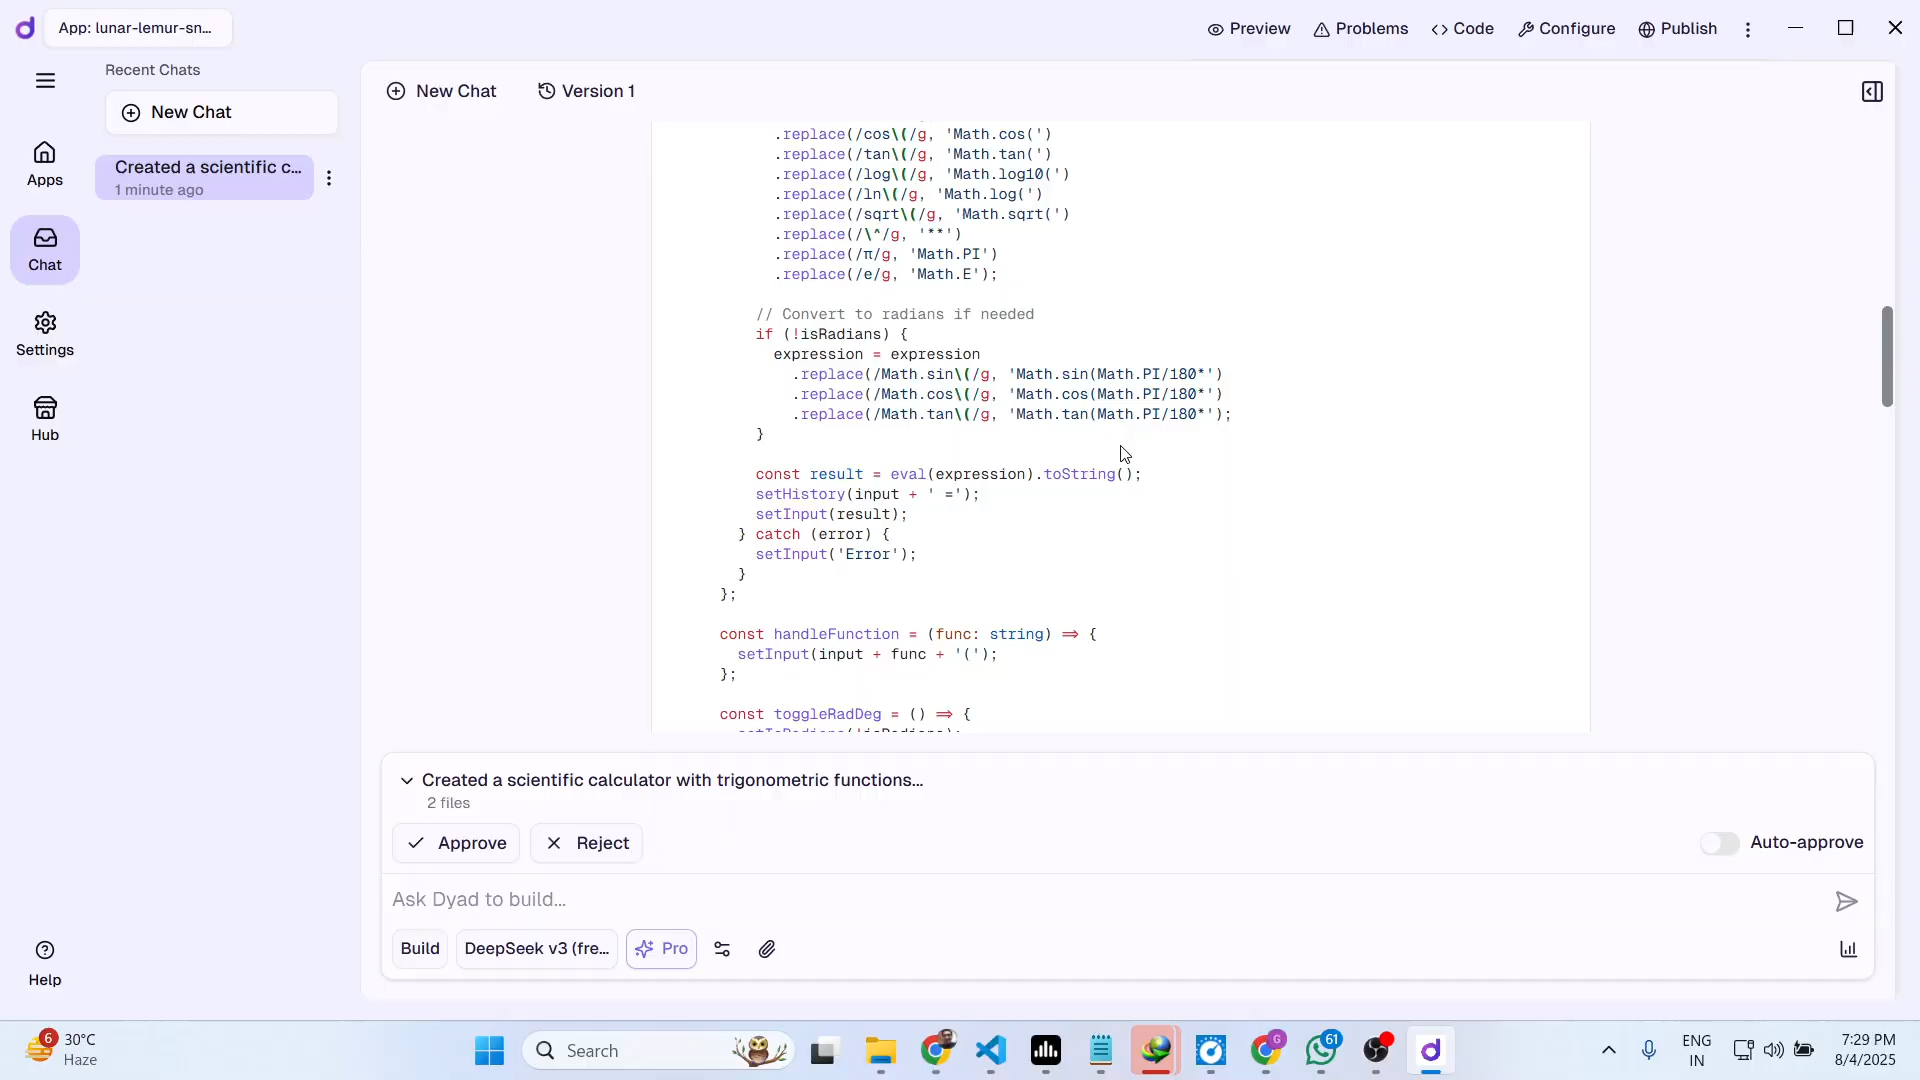 App: lunar-lemur-sn...
Preview
Problems
Code
Configure
Publish
Recent Chats
New Chat
Created a scientific c...
1 minute ago
Apps
Chat
Settings
Hub
Help
New Chat
Version 1
.replace(/cos\(/g, 'Math.cos(')
.replace(/tan\(/g, 'Math.tan(')
.replace(/log\(/g, 'Math.log10(')
.replace(/ln\(/g, 'Math.log(')
.replace(/sqrt\(/g, 'Math.sqrt(')
.replace(/\^/g, '**')
.replace(/π/g, 'Math.PI')
.replace(/e/g, 'Math.E');
// Convert to radians if needed
if (!isRadians) {
expression = expression
.replace(/Math.sin\(/g, 'Math.sin(Math.PI/180*')
.replace(/Math.cos\(/g, 'Math.cos(Math.PI/180*')
.replace(/Math.tan\(/g, 'Math.tan(Math.PI/180*');
}
const result = eval(expression).toString();
setHistory(input + ' =');
setInput(result);
} catch (error) {
setInput('Error');
}
};
const handleFunction = (func: string) => {
setInput(input + func + '(');
};
const toggleRadDeg = () => {
setIsRadians(!isRadians);
Created a scientific calculator with trigonometric functions...
2 files
Approve
Reject
Auto-approve
Ask Dyad to build...
Build
DeepSeek v3 (fre...
Pro
6
30°C
Haze
Search
G
61
ENG
IN
7:29 PM
8/4/2025